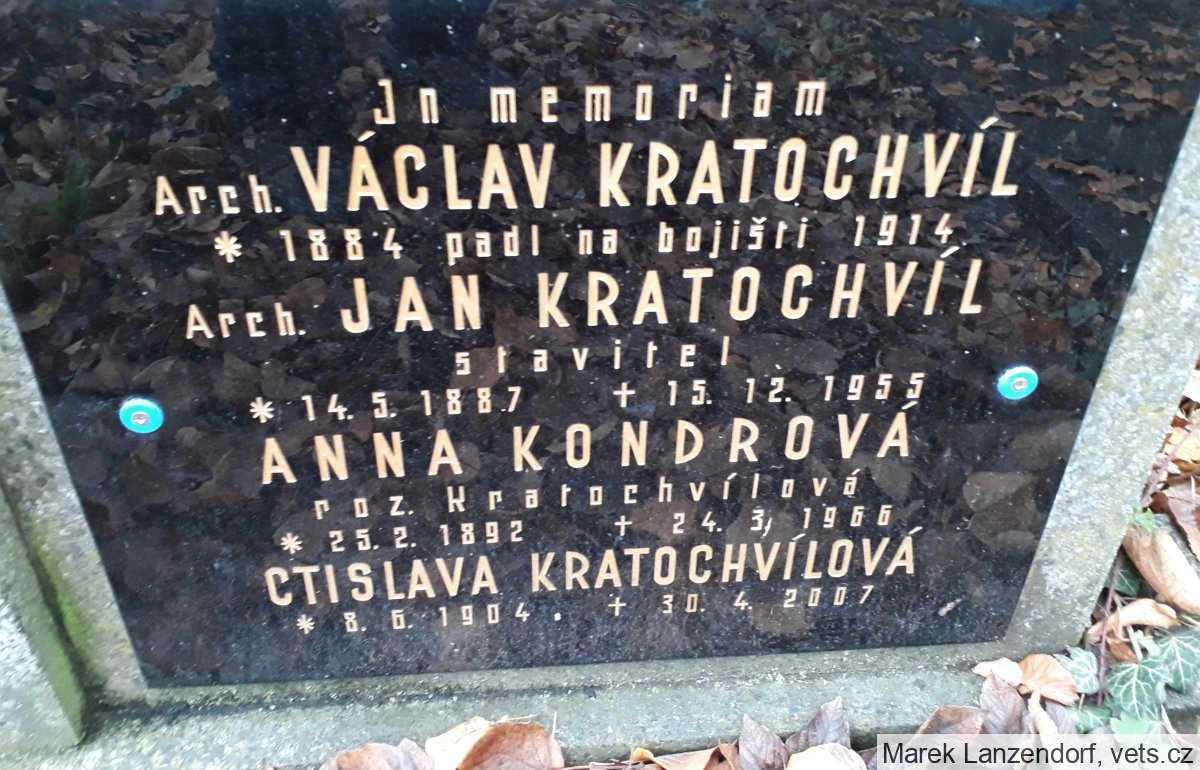 In memoriam
Arch. VÁCLAV KRATOCHVÍL
* 1884 padl na bojišti 1914
Arch. JAN KRATOCHVÍL
stavitel
* 14. 5. 1887 + 15. 12. 1955
ANNA KONDROVÁ
roz. Kratochvílová
* 25. 2. 1892 + 24. 3, 1966
CTISLAVA KRATOCHVÍLOVÁ
* 8. 6. 1904 . + 30. 4. 2007
Marek Lanzendorf, vets.cz